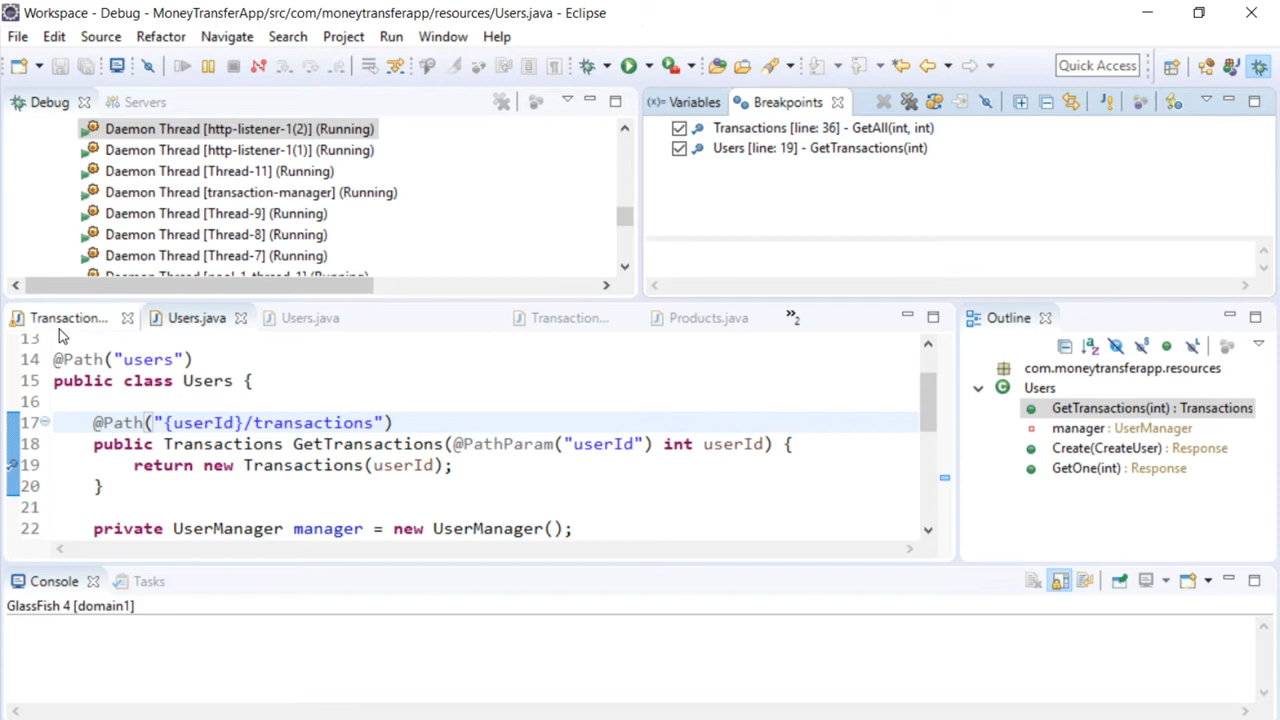 Workspace - Debug - MoneyTransferApp/src/com/moneytransferapp/resources/Users.java - Eclipse
File Edit Source Refactor Navigate Search Project Run Window Help
Quick Access
Debug Servers
Daemon Thread [http-listener-1(2)] (Running)
Daemon Thread [http-listener-1(1)] (Running)
Daemon Thread [Thread-11] (Running)
Daemon Thread [transaction-manager] (Running)
Daemon Thread [Thread-9] (Running)
Daemon Thread [Thread-8] (Running)
Daemon Thread [Thread-7] (Running)
Daemon Thread [pool-1-thread-1] (Running)
(x)= Variables Breakpoints
Transactions [line: 36] - GetAll(int, int)
Users [line: 19] - GetTransactions(int)
Transaction... Users.java Users.java Transaction... Products.java »2
13
14 @Path("users")
15 public class Users {
16
17 @Path("{userId}/transactions")
18 public Transactions GetTransactions(@PathParam("userId") int userId) {
19 return new Transactions(userId);
20 }
21
22 private UserManager manager = new UserManager();
Outline
com.moneytransferapp.resources
Users
GetTransactions(int) : Transactions
manager : UserManager
Create(CreateUser) : Response
GetOne(int) : Response
Console Tasks
GlassFish 4 [domain1]